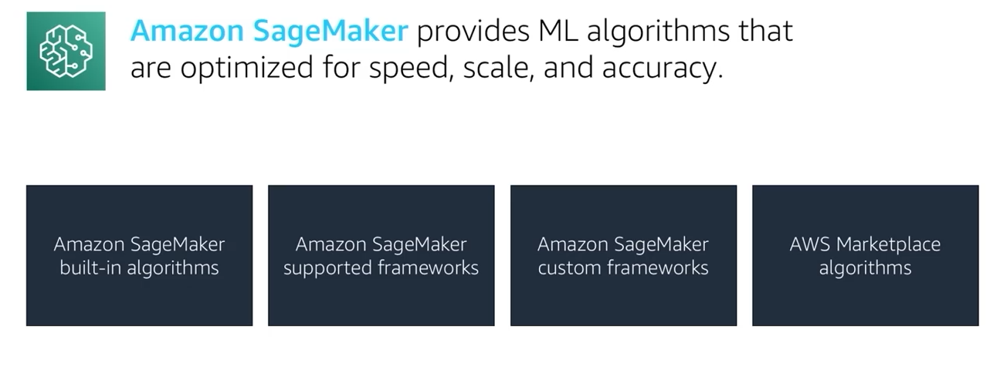 Amazon SageMaker provides ML algorithms that
are optimized for speed, scale, and accuracy.
Amazon SageMaker
built-in algorithms
Amazon SageMaker
supported frameworks
Amazon SageMaker
custom frameworks
AWS Marketplace
algorithms